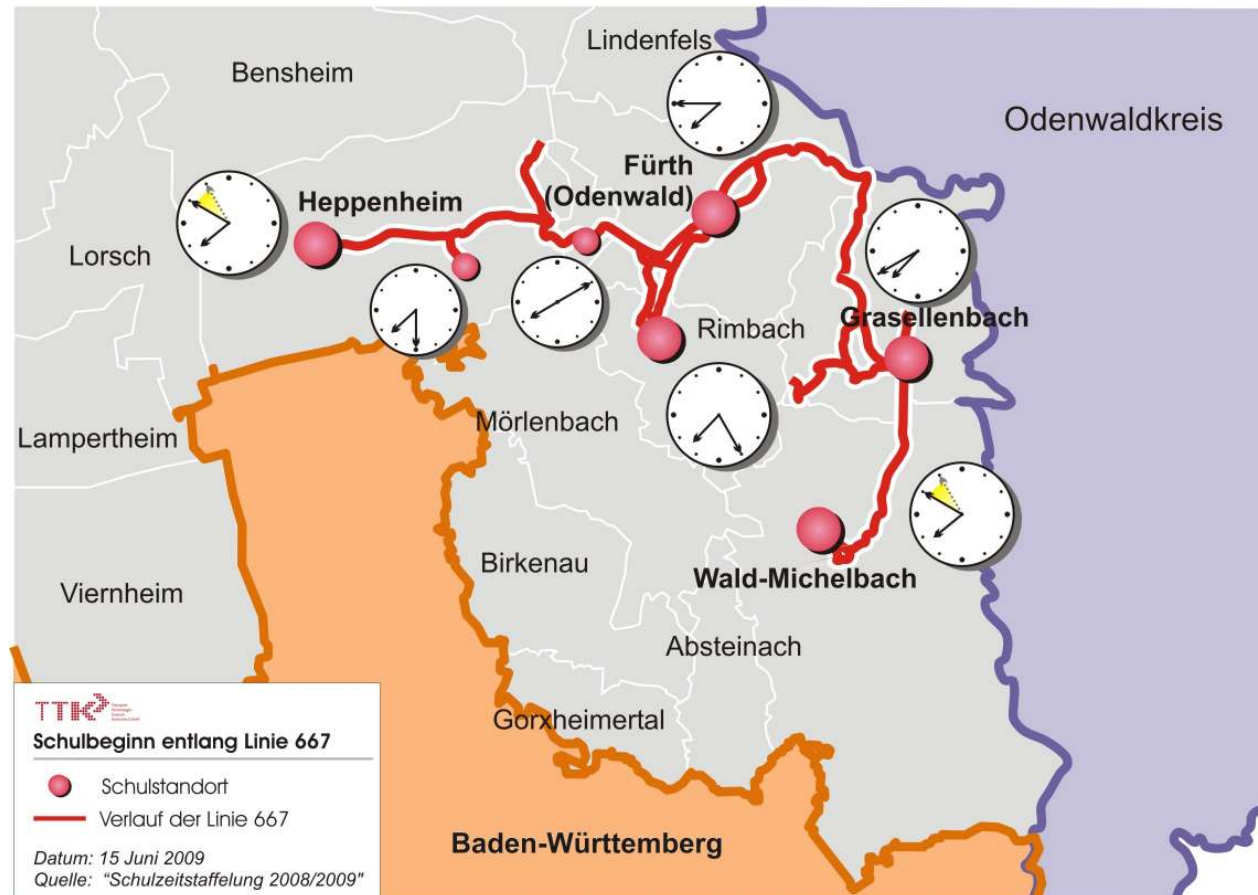 Lindenfels
Bensheim
Odenwaldkreis
Fürth
(Odenwald)
Heppenheim
Lorsch
Rimbach
Grasellenbach
Mörlenbach
Lampertheim
Birkenau
Wald-Michelbach
Viernheim
Absteinach
Gorxheimertal
Baden-Württemberg
TTK
Schulbeginn entlang Linie 667
Schulstandort
Verlauf der Linie 667
Datum: 15 Juni 2009
Quelle: "Schulzeitstaffelung 2008/2009"